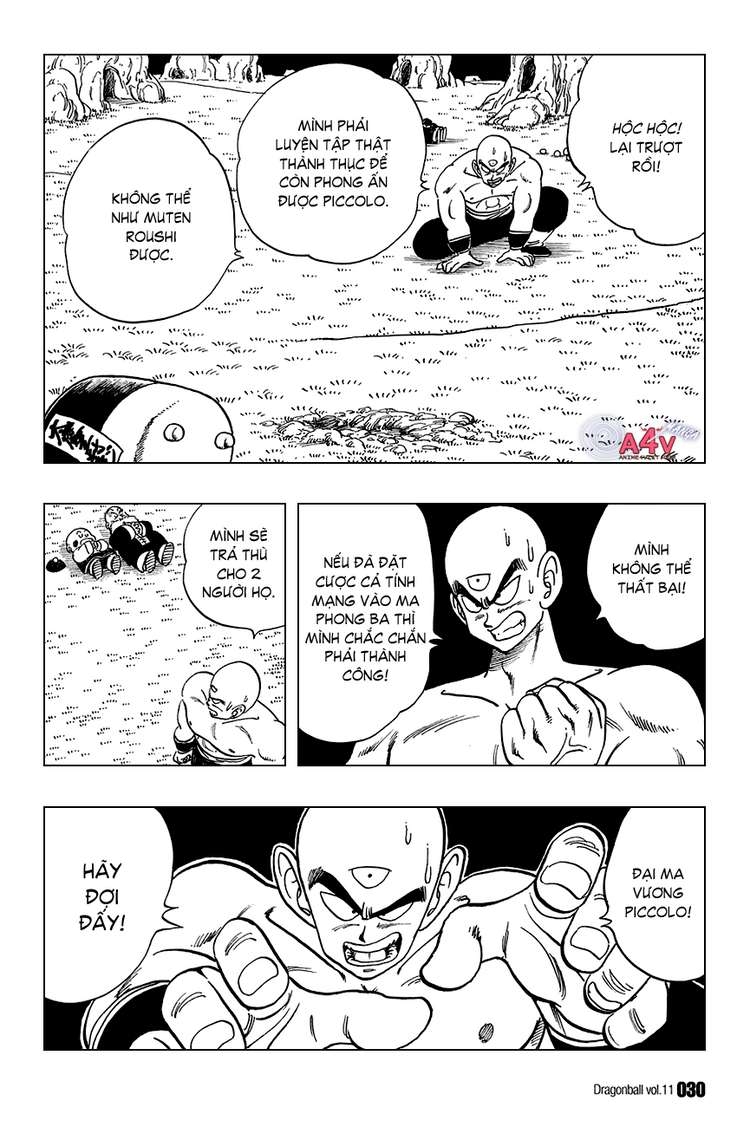 HỘC HỘC!
LẠI TRƯỢT
RỒI!
MÌNH PHẢI
LUYỆN TẬP THẬT
THÀNH THỤC ĐỂ
CÒN PHONG ẤN
ĐƯỢC PICCOLO.
KHÔNG THỂ
NHƯ MUTEN
ROUSHI
ĐƯỢC.
A4V
MANGA
MÌNH
KHÔNG THỂ
THẤT BẠI!
NẾU ĐÃ ĐẶT
CƯỢC CẢ TÍNH
MẠNG VÀO MA
PHONG BA THÌ
MÌNH CHẮC CHẮN
PHẢI THÀNH
CÔNG!
MÌNH SẼ
TRẢ THÙ
CHO 2
NGƯỜI HỌ.
ĐẠI MA
VƯƠNG
PICCOLO!
HÃY
ĐỢI
ĐẤY!
Dragonball vol.11 030